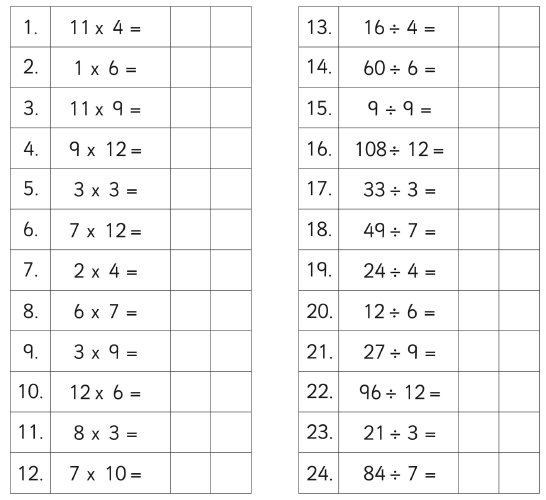 1. 11 x 4 =
2. 1 x 6 =
3. 11 x 9 =
4. 9 x 12 =
5. 3 x 3 =
6. 7 x 12 =
7. 2 x 4 =
8. 6 x 7 =
9. 3 x 9 =
10. 12 x 6 =
11. 8 x 3 =
12. 7 x 10 =
13. 16 ÷ 4 =
14. 60 ÷ 6 =
15. 9 ÷ 9 =
16. 108 ÷ 12 =
17. 33 ÷ 3 =
18. 49 ÷ 7 =
19. 24 ÷ 4 =
20. 12 ÷ 6 =
21. 27 ÷ 9 =
22. 96 ÷ 12 =
23. 21 ÷ 3 =
24. 84 ÷ 7 =